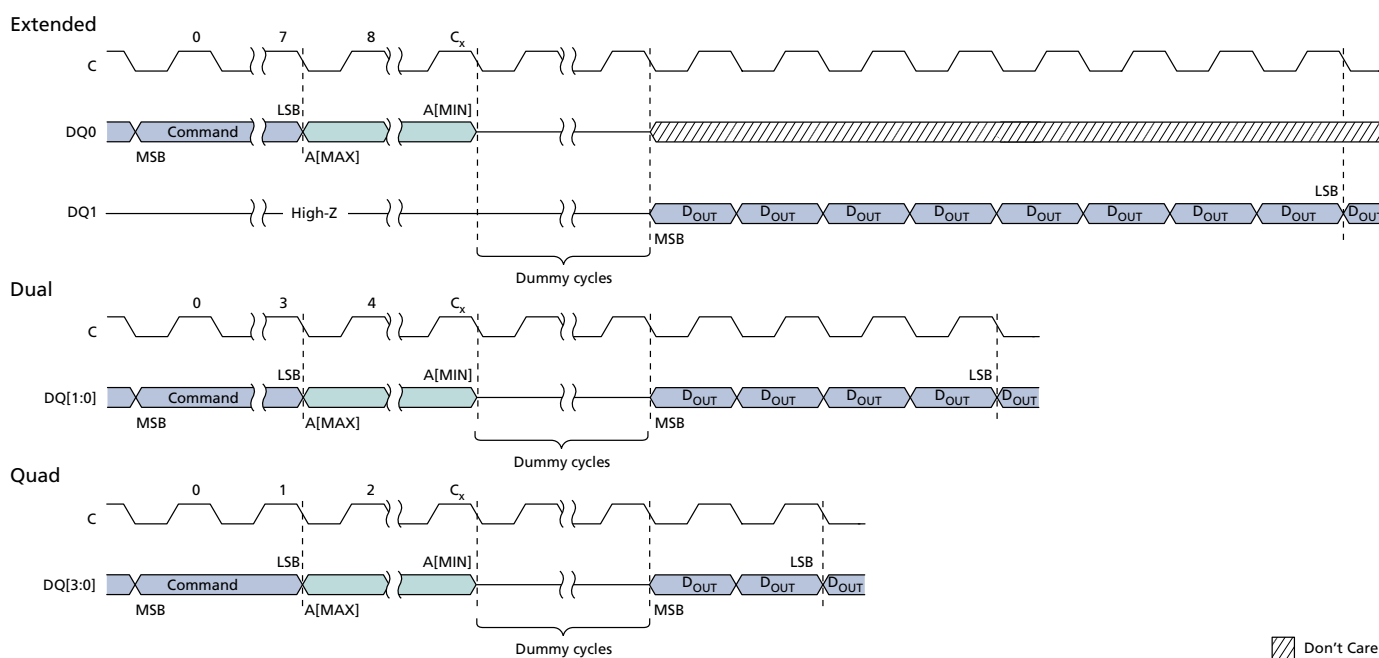 Extended
0 7 8 Cx
C
LSB A[MIN]
DQ0 Command
MSB A[MAX]
LSB
DQ1 High-Z DOUT DOUT DOUT DOUT DOUT DOUT DOUT DOUT DOUT
MSB
Dummy cycles
Dual
0 3 4 Cx
C
LSB A[MIN] LSB
DQ[1:0] Command DOUT DOUT DOUT DOUT DOUT
MSB A[MAX] MSB
Dummy cycles
Quad
0 1 2 Cx
C
LSB A[MIN] LSB
DQ[3:0] Command DOUT DOUT DOUT
MSB A[MAX] MSB
Dummy cycles
Don't Care